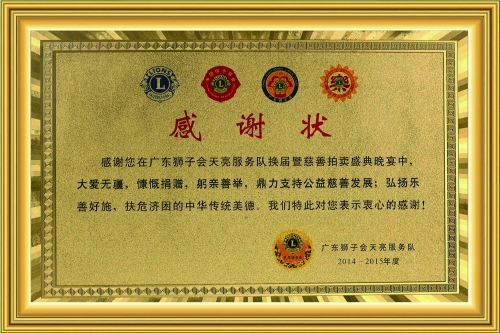 LIONS
L
L
L
感谢状
感谢您在广东狮子会天亮服务队换届暨慈善拍卖盛典晚宴中，
大爱无疆，慷慨捐赠，躬亲善举，鼎力支持公益慈善发展；弘扬乐
善好施，扶危济困的中华传统美德。我们特此对您表示衷心的感谢！
广东狮子会天亮服务队
2014－2015年度